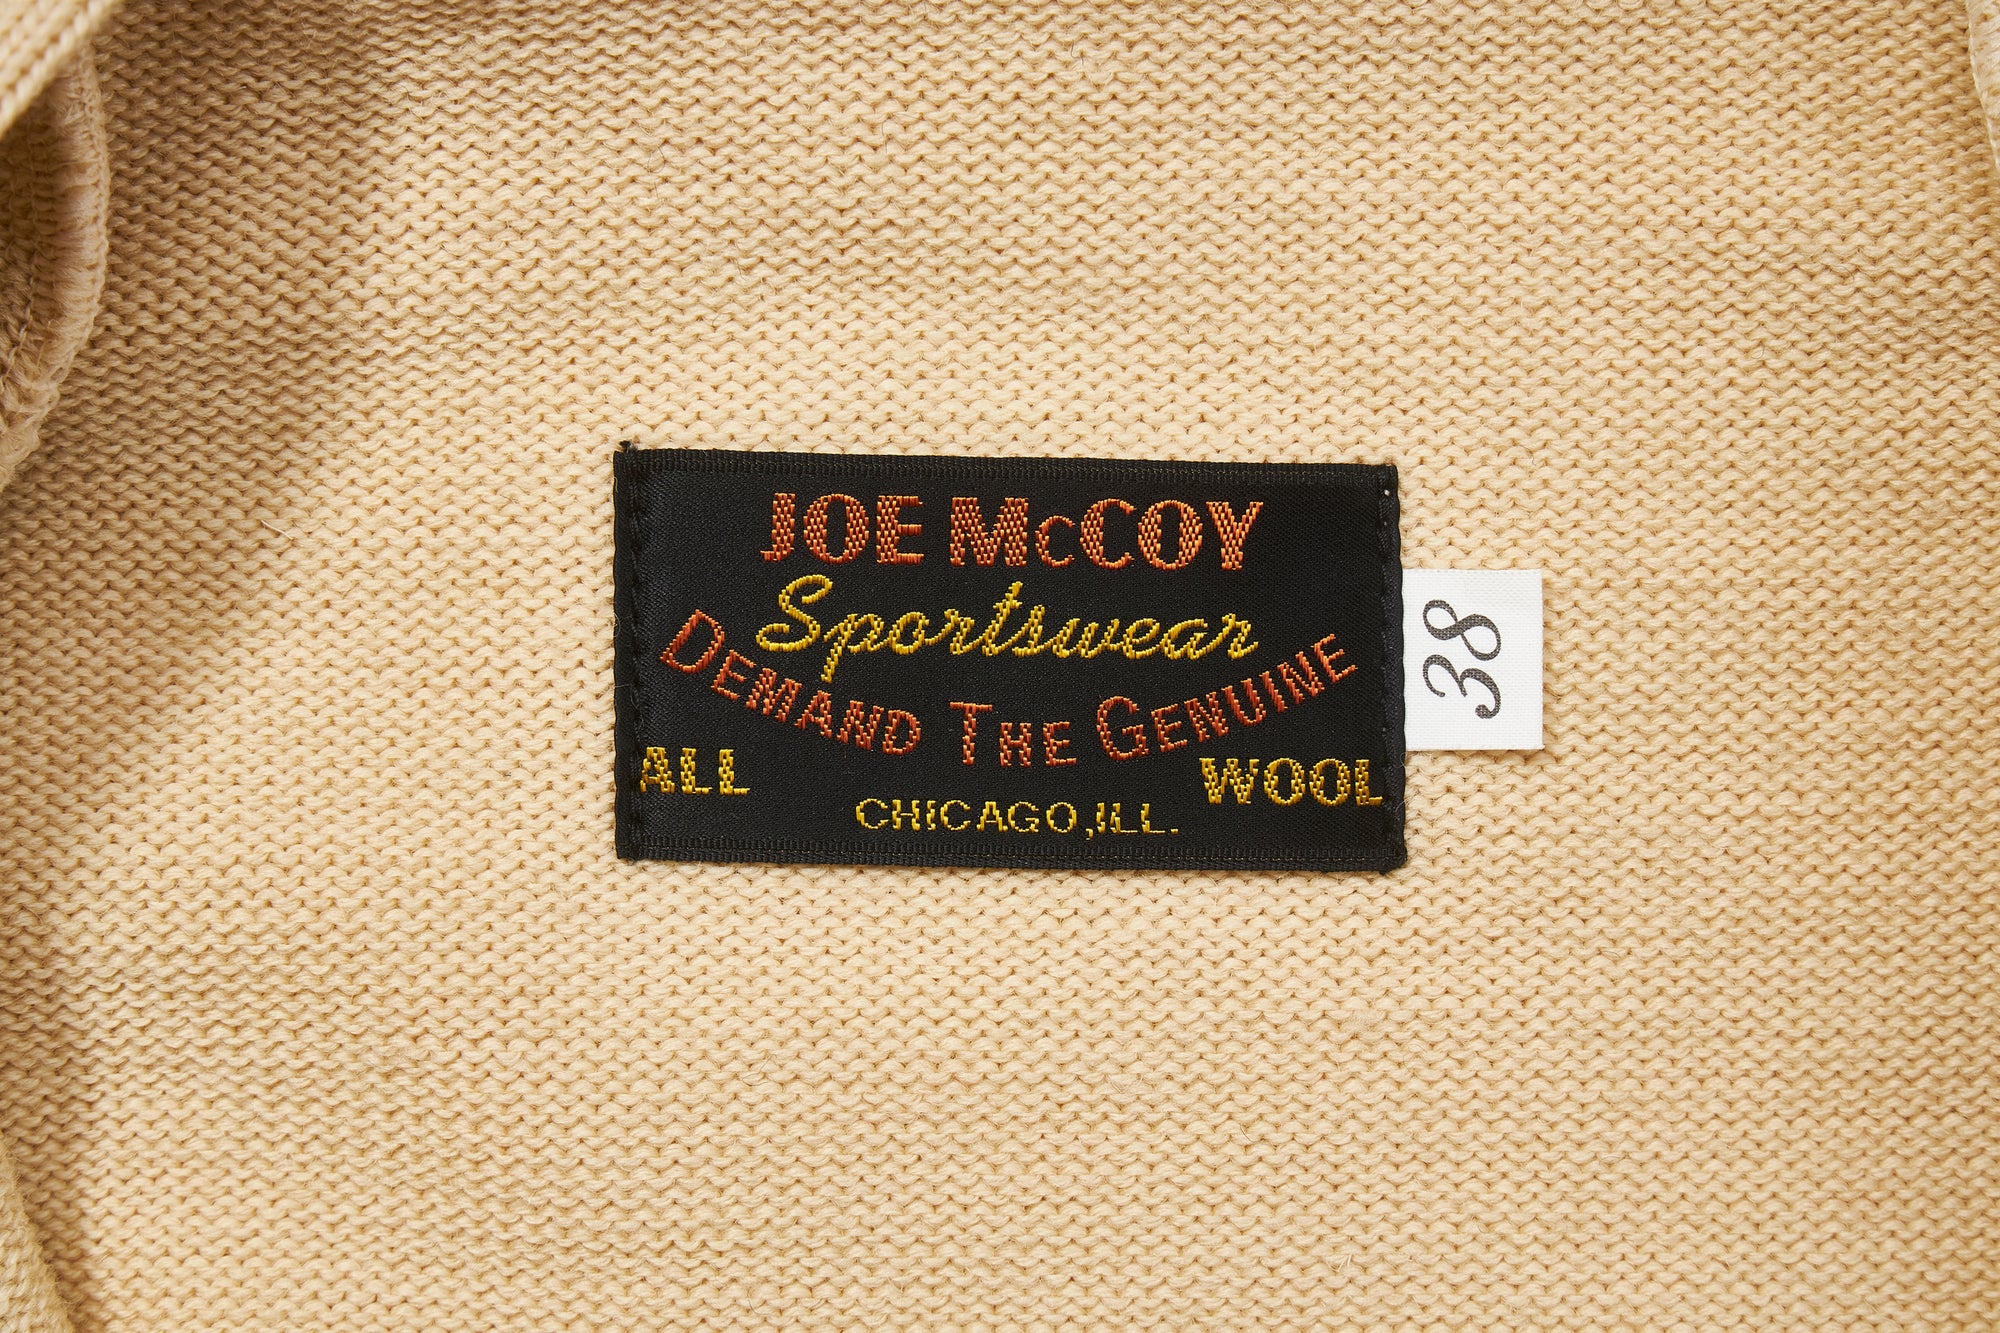 JOE McCOY
Sportswear
DEMAND THE GENUINE
ALL WOOL
CHICAGO, ILL.
38